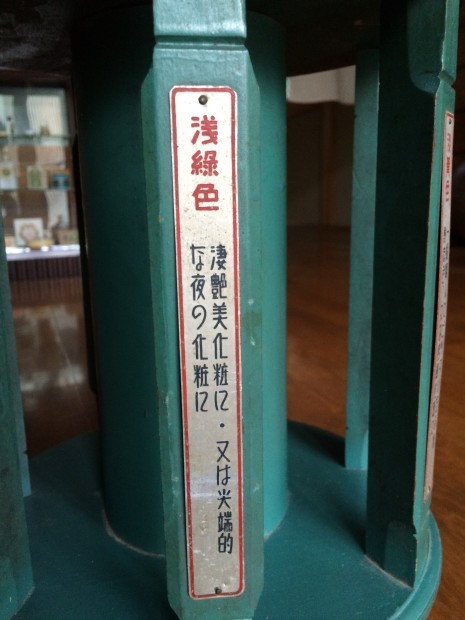 浅緑色
凄艶美化粧に・又は尖端的
な夜の化粧に